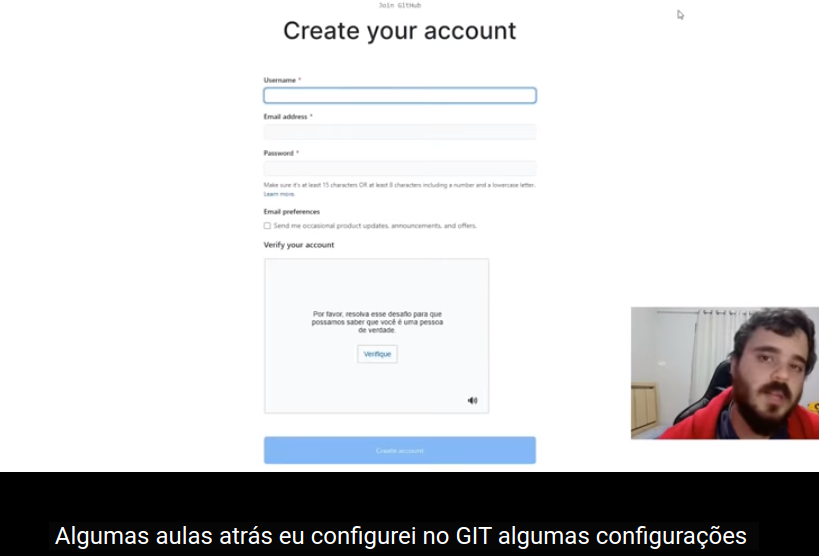 Join GitHub
Create your account
Username *
Email address *
Password *
Make sure it's at least 15 characters OR at least 8 characters including a number and a lowercase letter.
Learn more.
Email preferences
Send me occasional product updates, announcements, and offers.
Verify your account
Por favor, resolva esse desafio para que
possamos saber que você é uma pessoa
de verdade.
Verifique
Create account
Algumas aulas atrás eu configurei no GIT algumas configurações